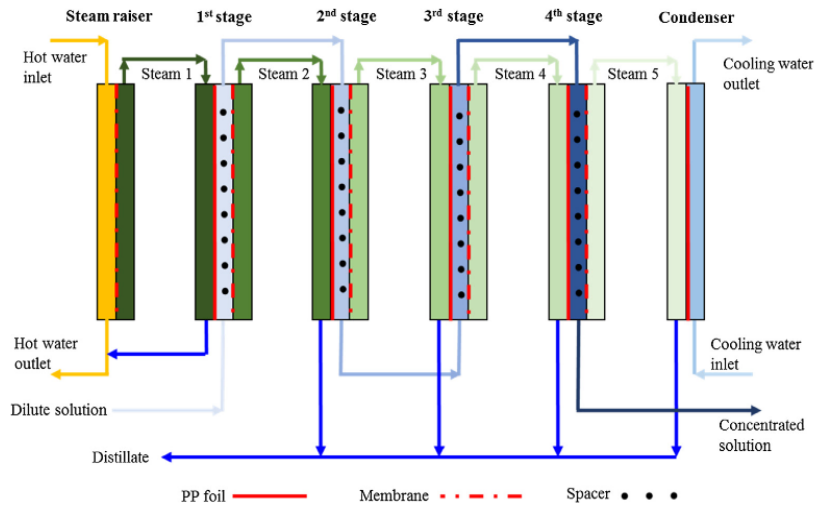 Steam raiser
1st stage
2nd stage
3rd stage
4th stage
Condenser
Hot water
inlet
Steam 1
Steam 2
Steam 3
Steam 4
Steam 5
Cooling water
outlet
Hot water
outlet
Cooling water
inlet
Dilute solution
Concentrated
solution
Distillate
PP foil
Membrane
Spacer